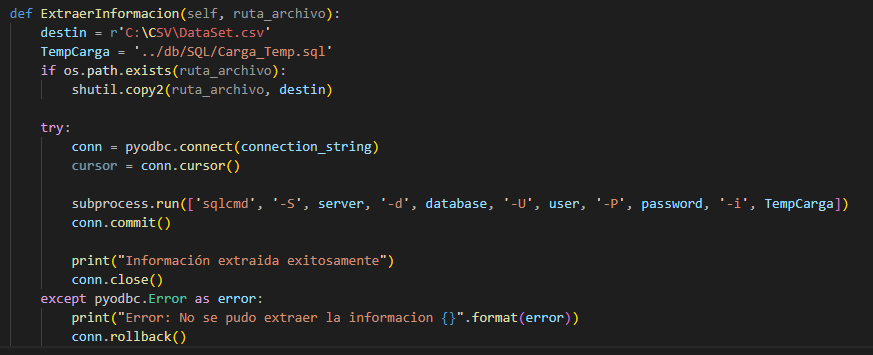 def ExtraerInformacion(self, ruta_archivo):
destin = r'C:\CSV\DataSet.csv'
TempCarga = '../db/SQL/Carga_Temp.sql'
if os.path.exists(ruta_archivo):
shutil.copy2(ruta_archivo, destin)
try:
conn = pyodbc.connect(connection_string)
cursor = conn.cursor()
subprocess.run(['sqlcmd', '-S', server, '-d', database, '-U', user, '-P', password, '-i', TempCarga])
conn.commit()
print("Información extraida exitosamente")
conn.close()
except pyodbc.Error as error:
print("Error: No se pudo extraer la informacion {}".format(error))
conn.rollback()